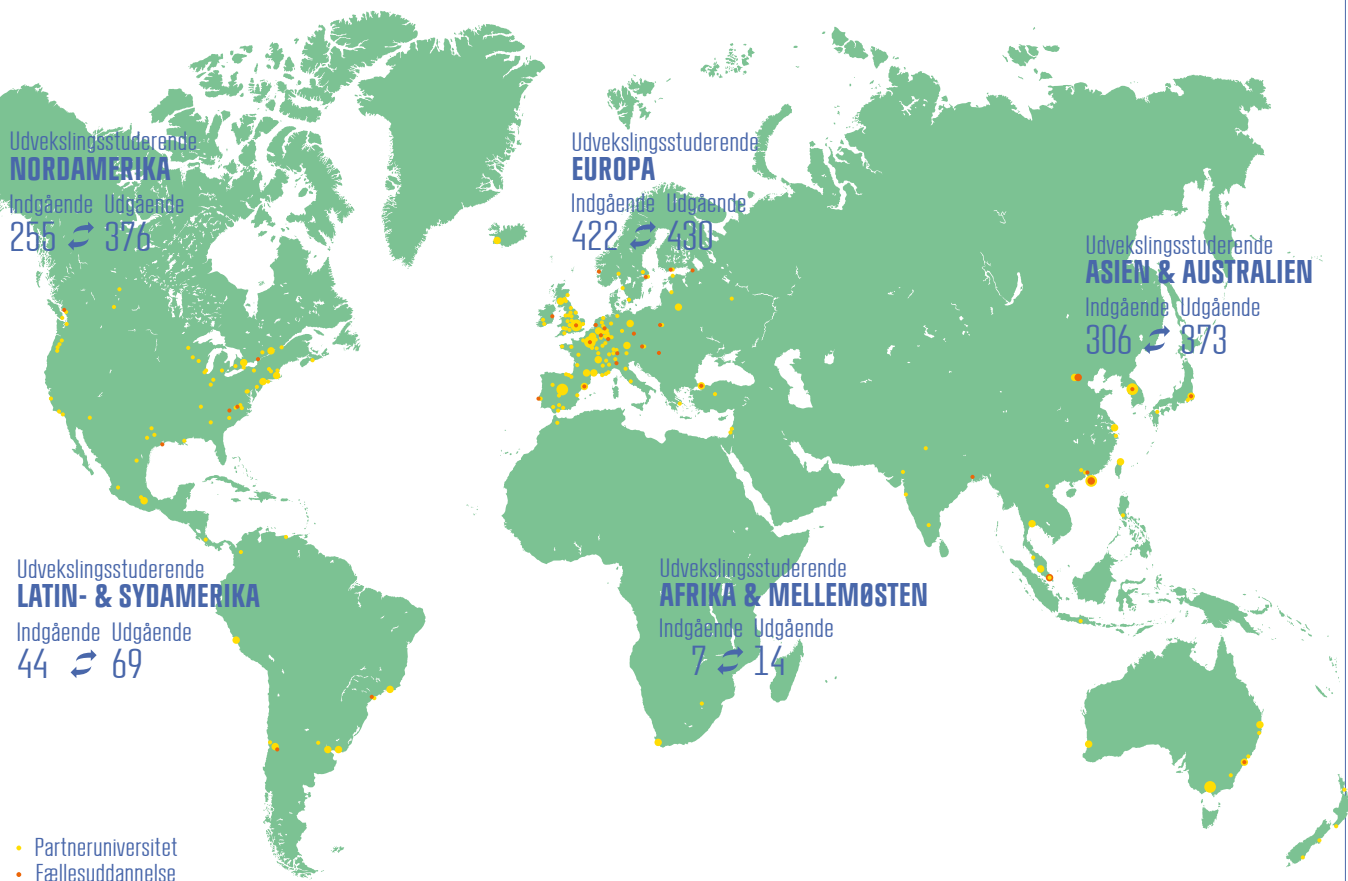 Udvekslingsstuderende
NORDAMERIKA
Indgående Udgående
255 376
Udvekslingsstuderende
EUROPA
Indgående Udgående
422 430
Udvekslingsstuderende
ASIEN & AUSTRALIEN
Indgående Udgående
306 373
Udvekslingsstuderende
LATIN- & SYDAMERIKA
Indgående Udgående
44 69
Udvekslingsstuderende
AFRIKA & MELLEMØSTEN
Indgående Udgående
7 14
Partneruniversitet
Fællesuddannelse